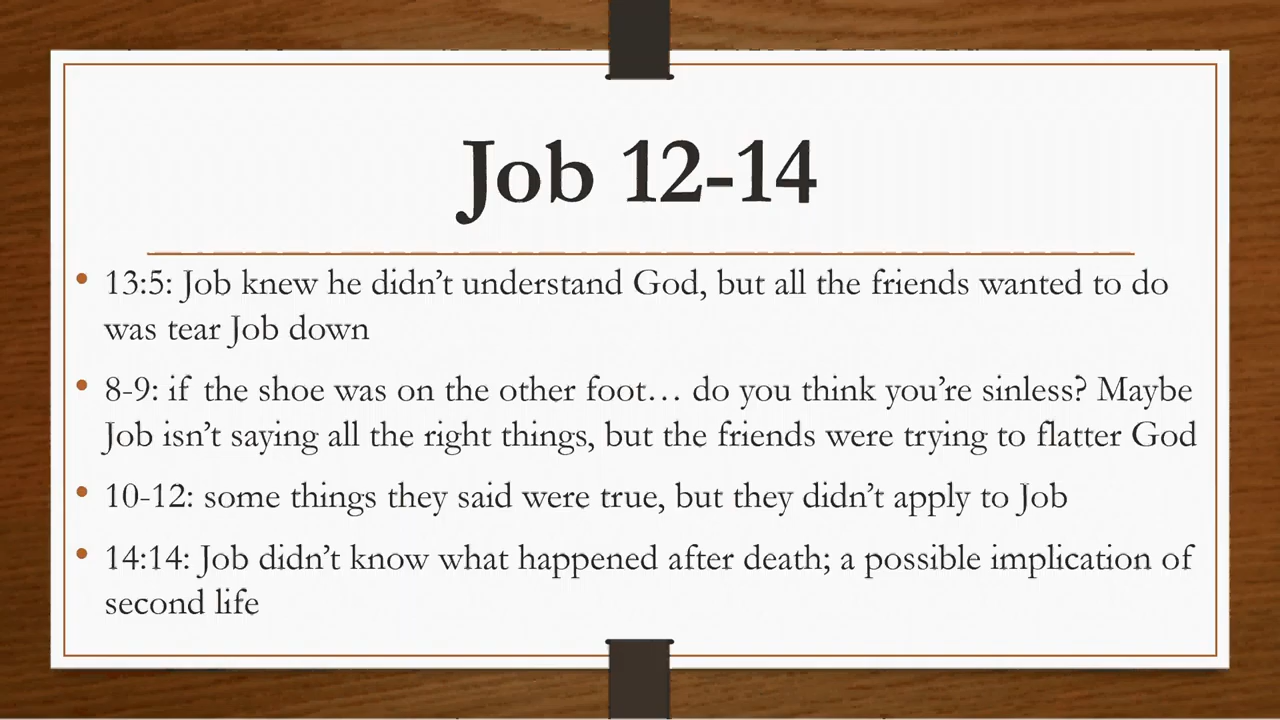 Job 12-14
• 13:5: Job knew he didn’t understand God, but all the friends wanted to do
was tear Job down
• 8-9: if the shoe was on the other foot… do you think you’re sinless? Maybe
Job isn’t saying all the right things, but the friends were trying to flatter God
• 10-12: some things they said were true, but they didn’t apply to Job
• 14:14: Job didn’t know what happened after death; a possible implication of
second life